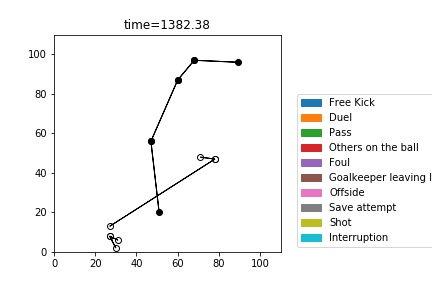 time=1382.38
100
80
60
40
20
0
0 20 40 60 80 100
Free Kick
Duel
Pass
Others on the ball
Foul
Goalkeeper leaving l
Offside
Save attempt
Shot
Interruption